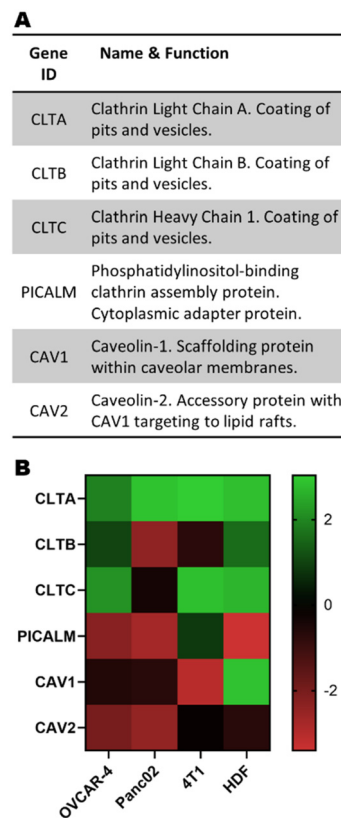 A
Gene
ID
Name & Function
CLTA
Clathrin Light Chain A. Coating of
pits and vesicles.
CLTB
Clathrin Light Chain B. Coating of
pits and vesicles.
CLTC
Clathrin Heavy Chain 1. Coating of
pits and vesicles.
PICALM
Phosphatidylinositol-binding
clathrin assembly protein.
Cytoplasmic adapter protein.
CAV1
Caveolin-1. Scaffolding protein
within caveolar membranes.
CAV2
Caveolin-2. Accessory protein with
CAV1 targeting to lipid rafts.
B
CLTA
CLTB
CLTC
PICALM
CAV1
CAV2
OVCAR-4
Panc02
4T1
HDF
2
0
-2